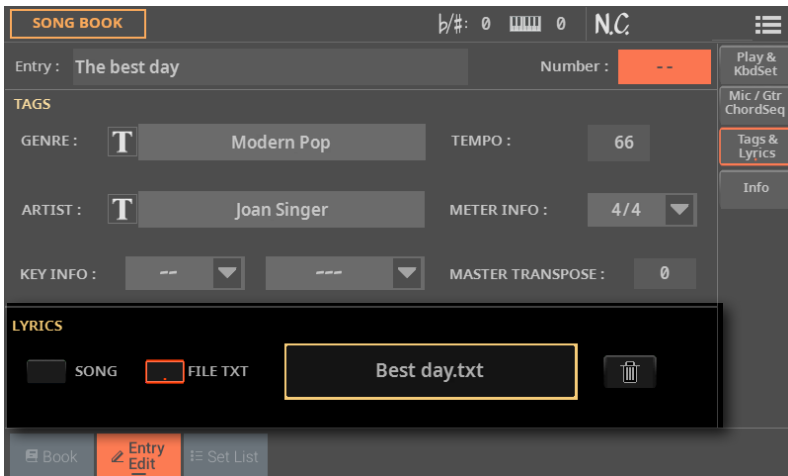 SONG BOOK
♭/#: 0 0 N.C.
Entry : The best day Number : --
Play & KbdSet
TAGS
Mic / Gtr ChordSeq
GENRE : T Modern Pop TEMPO : 66
Tags & Lyrics
Info
ARTIST : T Joan Singer METER INFO : 4/4
KEY INFO : -- --- MASTER TRANSPOSE : 0
LYRICS
SONG FILE TXT Best day.txt
Book
Entry Edit
Set List